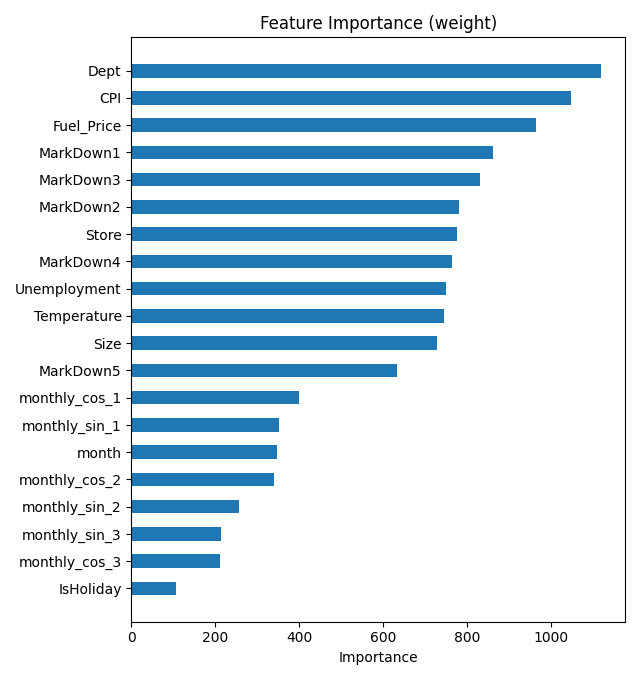 Feature Importance (weight)
Dept
CPI
Fuel_Price
MarkDown1
MarkDown3
MarkDown2
Store
MarkDown4
Unemployment
Temperature
Size
MarkDown5
monthly_cos_1
monthly_sin_1
month
monthly_cos_2
monthly_sin_2
monthly_sin_3
monthly_cos_3
IsHoliday
0 200 400 600 800 1000
Importance